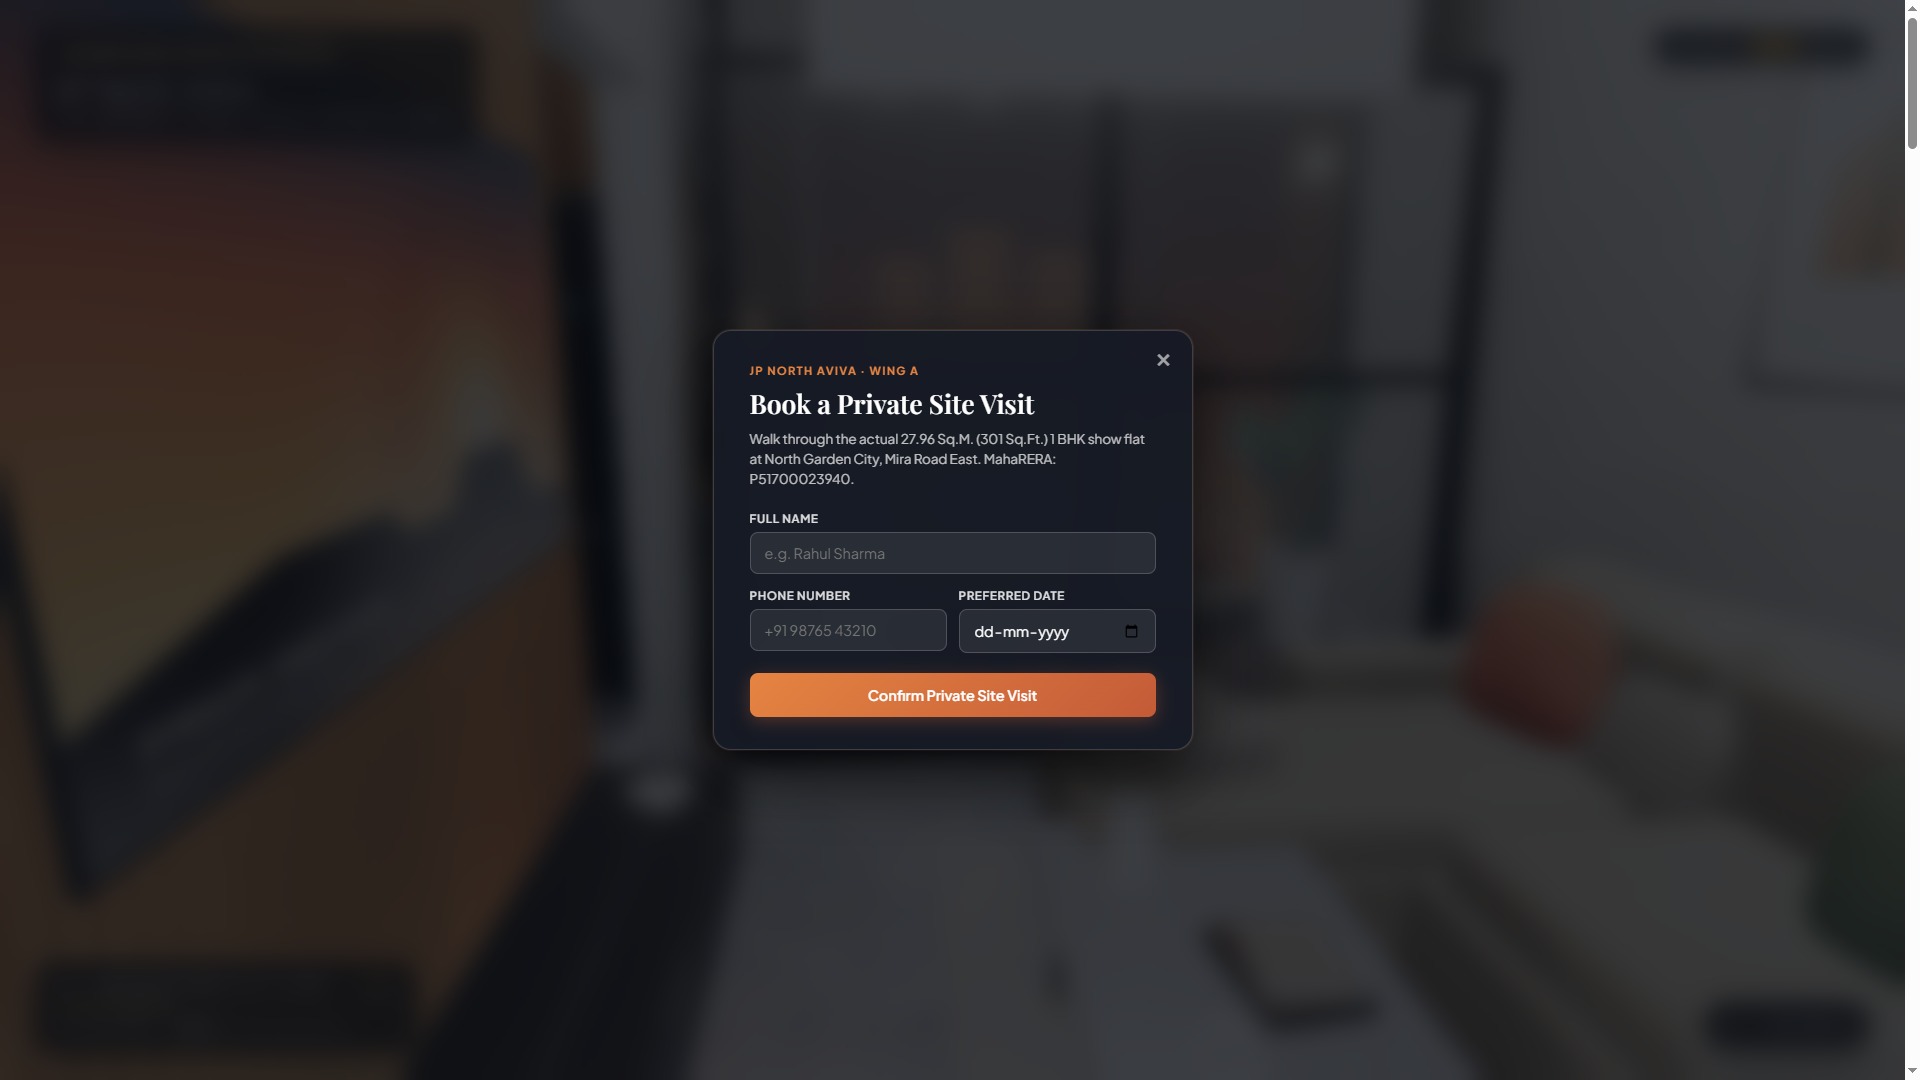 JP NORTH AVIVA · WING A
Book a Private Site Visit
Walk through the actual 27.96 Sq.M. (301 Sq.Ft.) 1 BHK show flat
at North Garden City, Mira Road East. MahaRERA:
P51700023940.
FULL NAME
e.g. Rahul Sharma
PHONE NUMBER
PREFERRED DATE
+91 98765 43210
dd-mm-yyyy
Confirm Private Site Visit